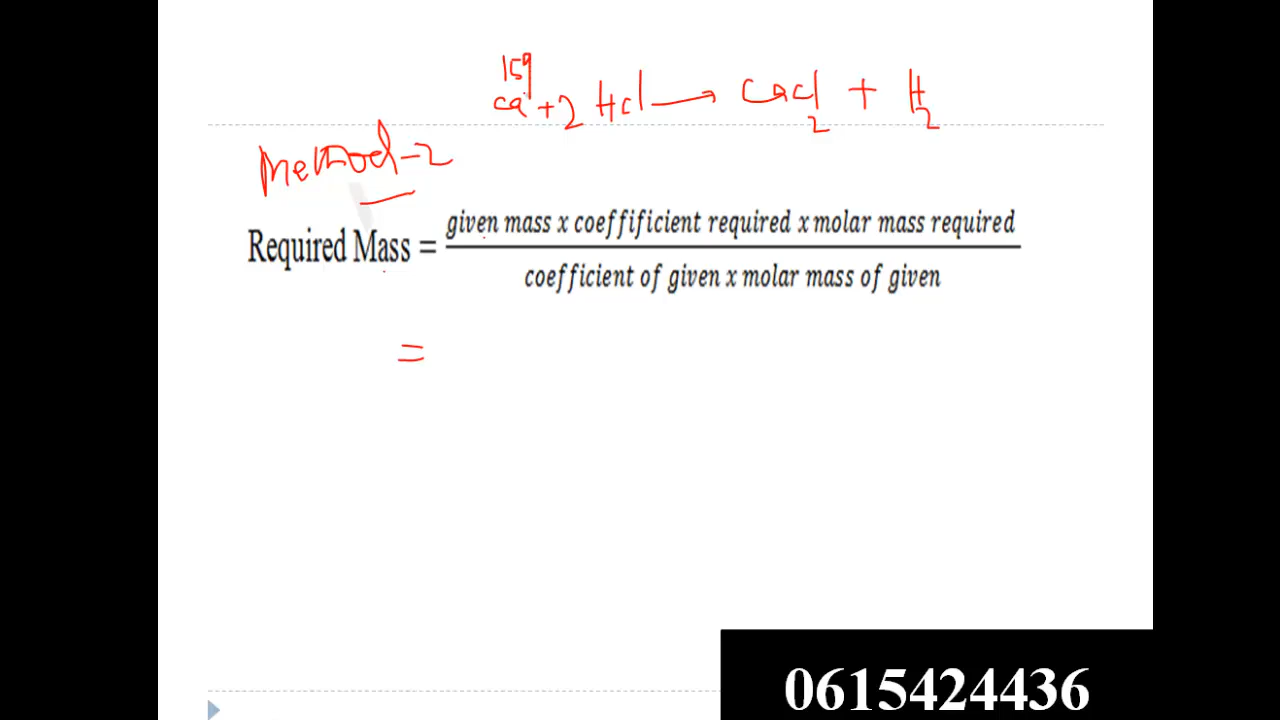 15g
Ca + 2 HCl → CaCl₂ + H₂
Method-2
Required Mass = given mass x coeffificient required x molar mass required
coefficient of given x molar mass of given
=
0615424436